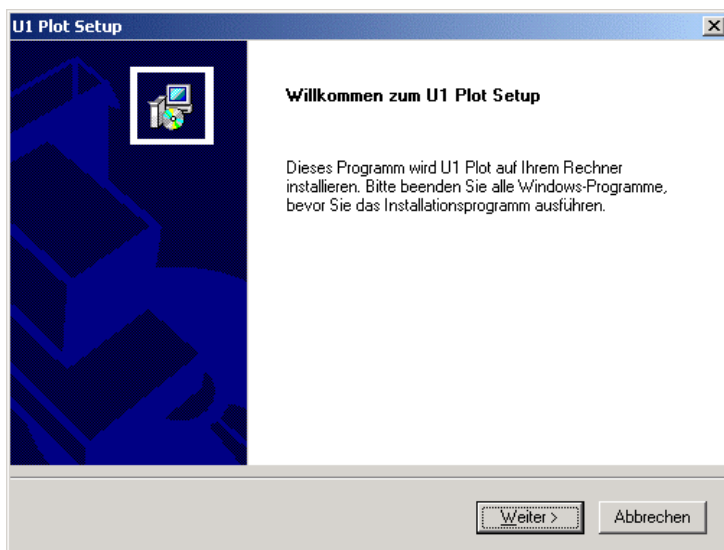 U1 Plot Setup
Willkommen zum U1 Plot Setup
Dieses Programm wird U1 Plot auf Ihrem Rechner
installieren. Bitte beenden Sie alle Windows-Programme,
bevor Sie das Installationsprogramm ausführen.
Weiter >
Abbrechen